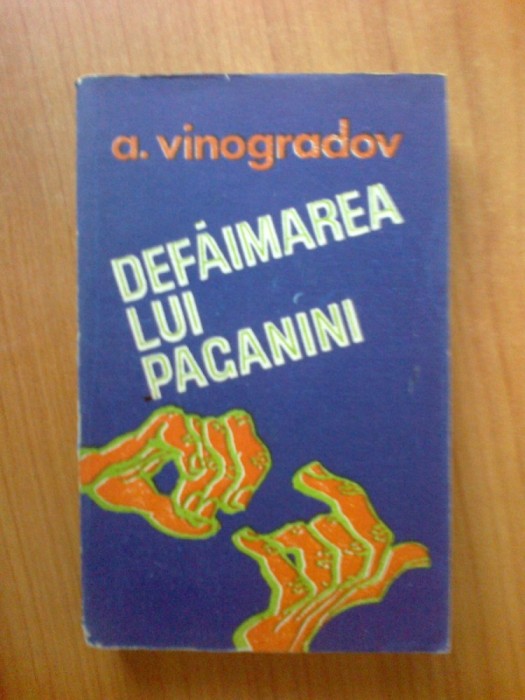 a. vinogradov
DEFĂIMAREA
LUI
PAGANINI